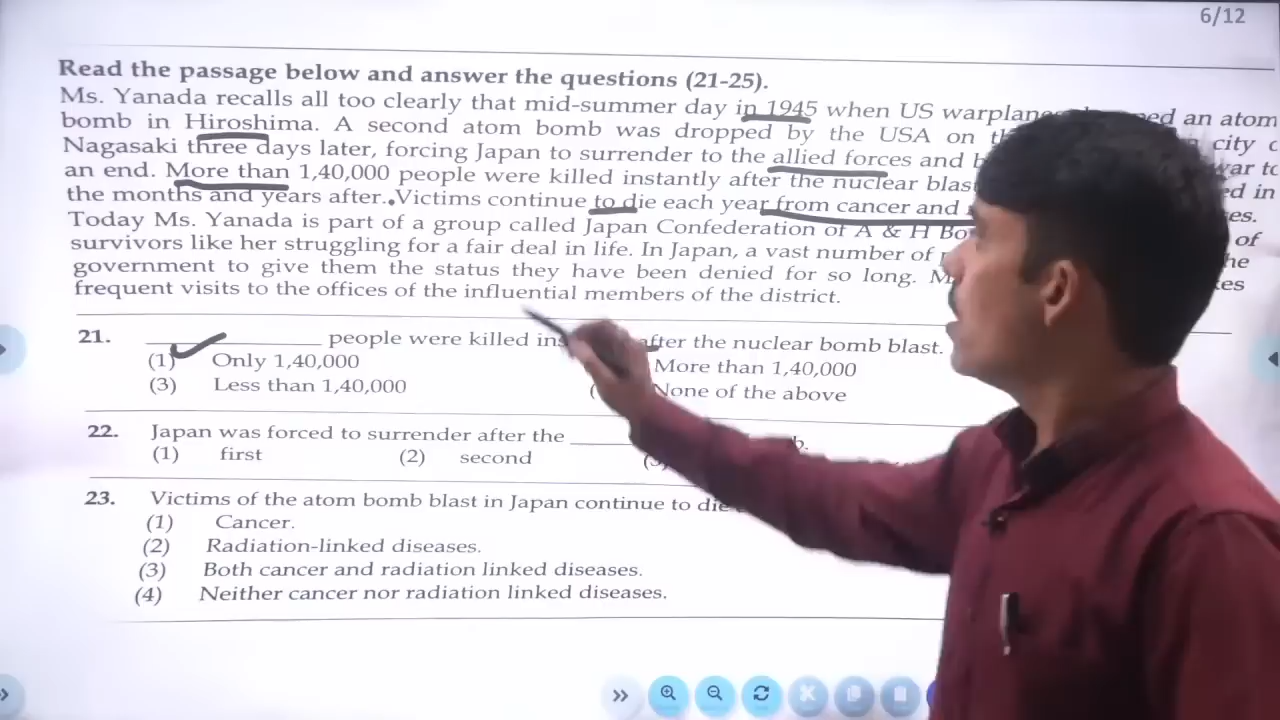 6/12
Read the passage below and answer the questions (21-25).
Ms. Yanada recalls all too clearly that mid-summer day in 1945 when US warplanes ped an atom
bomb in Hiroshima. A second atom bomb was dropped by the USA on th city
Nagasaki three days later, forcing Japan to surrender to the allied forces and war to
an end. More than 1,40,000 people were killed instantly after the nuclear blast ed in
the months and years after. Victims continue to die each year from cancer and es.
Today Ms. Yanada is part of a group called Japan Confederation of A & H Bo of
survivors like her struggling for a fair deal in life. In Japan, a vast number of he
government to give them the status they have been denied for so long. M kes
frequent visits to the offices of the influential members of the district.
21. ____________ people were killed ins after the nuclear bomb blast.
(1) Only 1,40,000 More than 1,40,000
(3) Less than 1,40,000 ( None of the above
22. Japan was forced to surrender after the ______ b.
(1) first (2) second (3)
23. Victims of the atom bomb blast in Japan continue to die
(1) Cancer.
(2) Radiation-linked diseases.
(3) Both cancer and radiation linked diseases.
(4) Neither cancer nor radiation linked diseases.